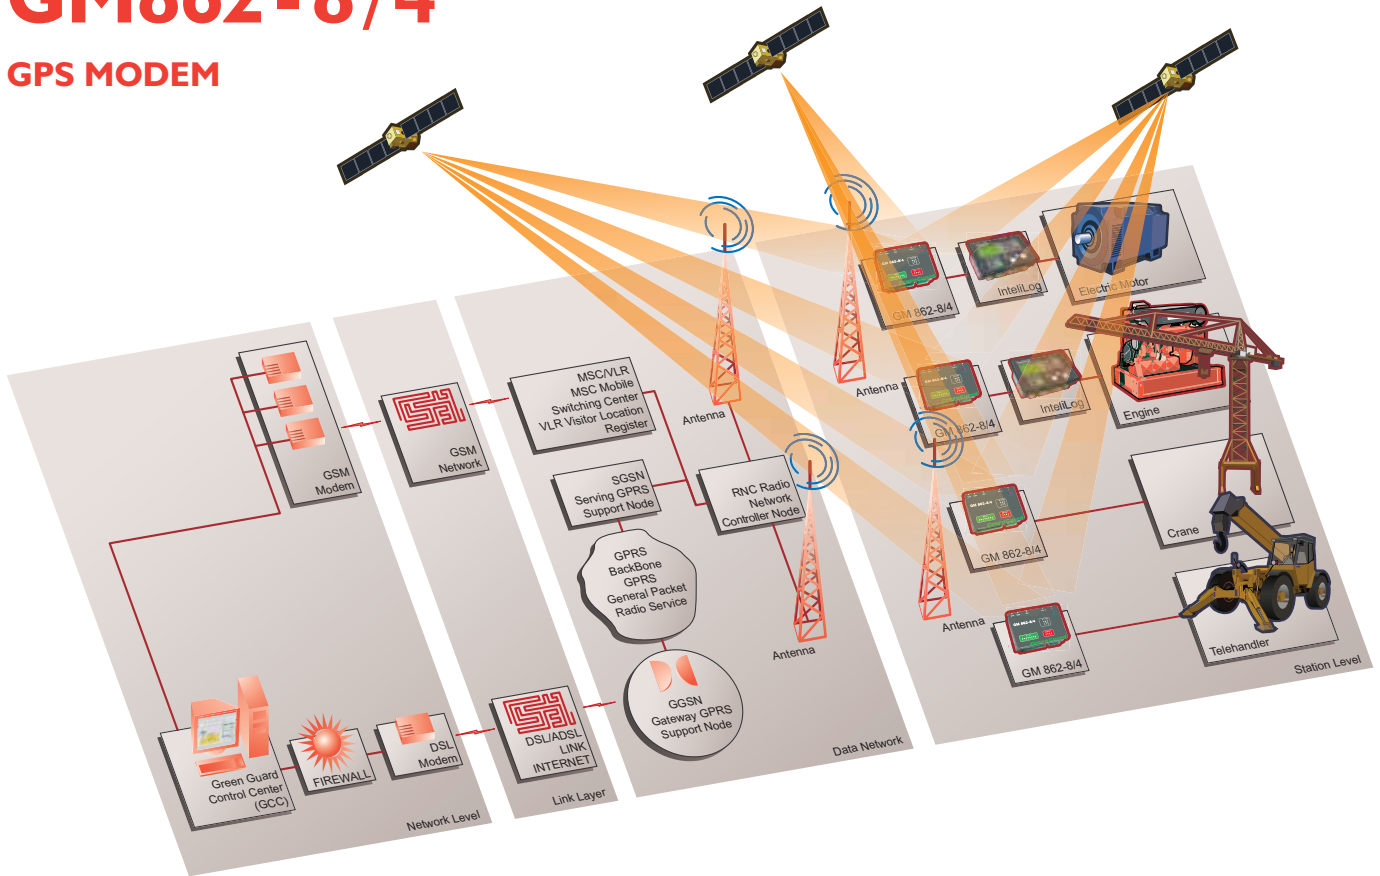 GM862-8/4
GPS MODEM
GSM
Modem
GSM
Network
MSC/VLR
MSC Mobile
Switching Center
VLR Visitor Location
Register
SGSN
Serving GPRS
Support Node
GPRS
BackBone
GPRS
General Packet
Radio Service
GGSN
Gateway GPRS
Support Node
RNC Radio
Network
Controller Node
Antenna
Antenna
Antenna
Antenna
GM 862-8/4
InteliLog
Electric Motor
GM 862-8/4
InteliLog
Engine
GM 862-8/4
Crane
GM 862-8/4
Telehandler
Station Level
Data Network
DSL/ADSL
LINK
INTERNET
Link Layer
Green Guard
Control Center
(GCC)
FIREWALL
DSL
Modem
Network Level